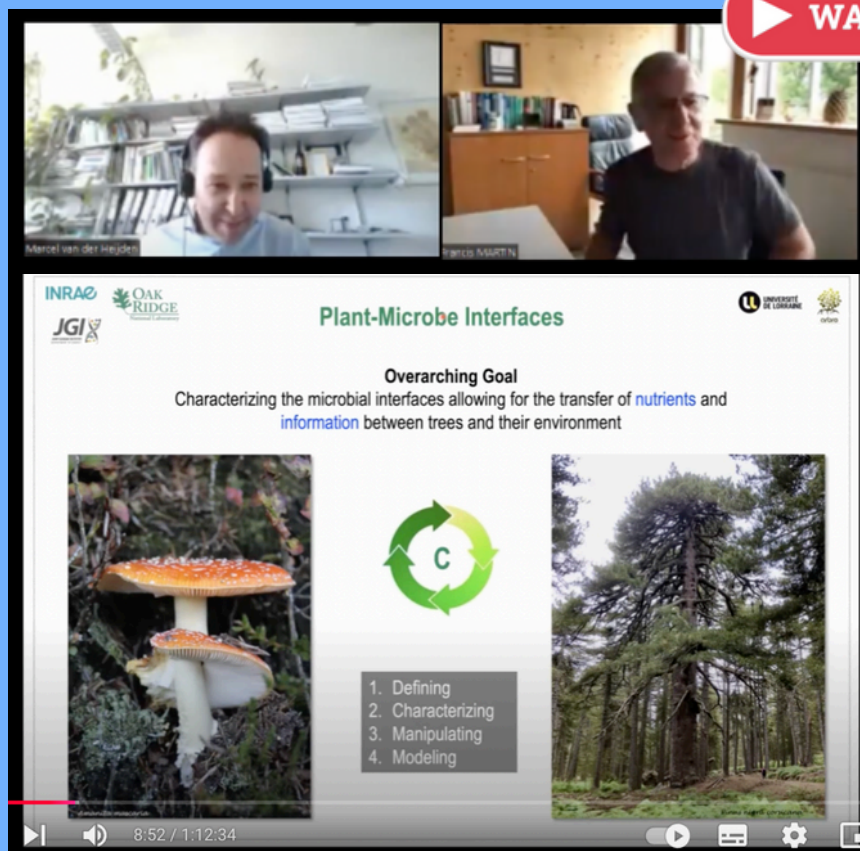 WA
Marcel van der Heijden
Francis MARTIN
INRAE
OAK
RIDGE
National Laboratory
JGI
UNIVERSITÉ
DE LORRAINE
Plant-Microbe Interfaces
Overarching Goal
Characterizing the microbial interfaces allowing for the transfer of nutrients and
information between trees and their environment
C
1. Defining
2. Characterizing
3. Manipulating
4. Modeling
8:52 / 1:12:34